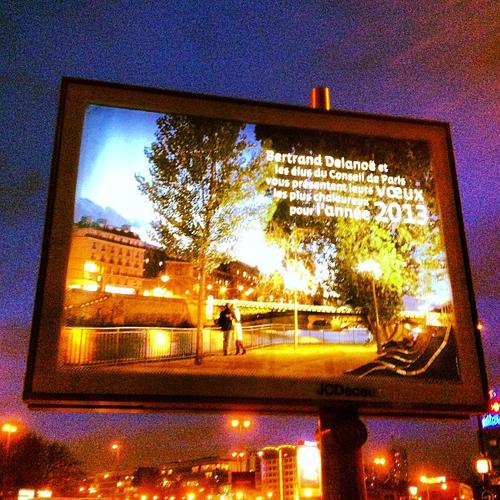 Bertrand Delanoë et
les élus du Conseil de Paris
vous présentent leurs vœux
les plus chaleureux
pour l'année 2013
JCDecaux